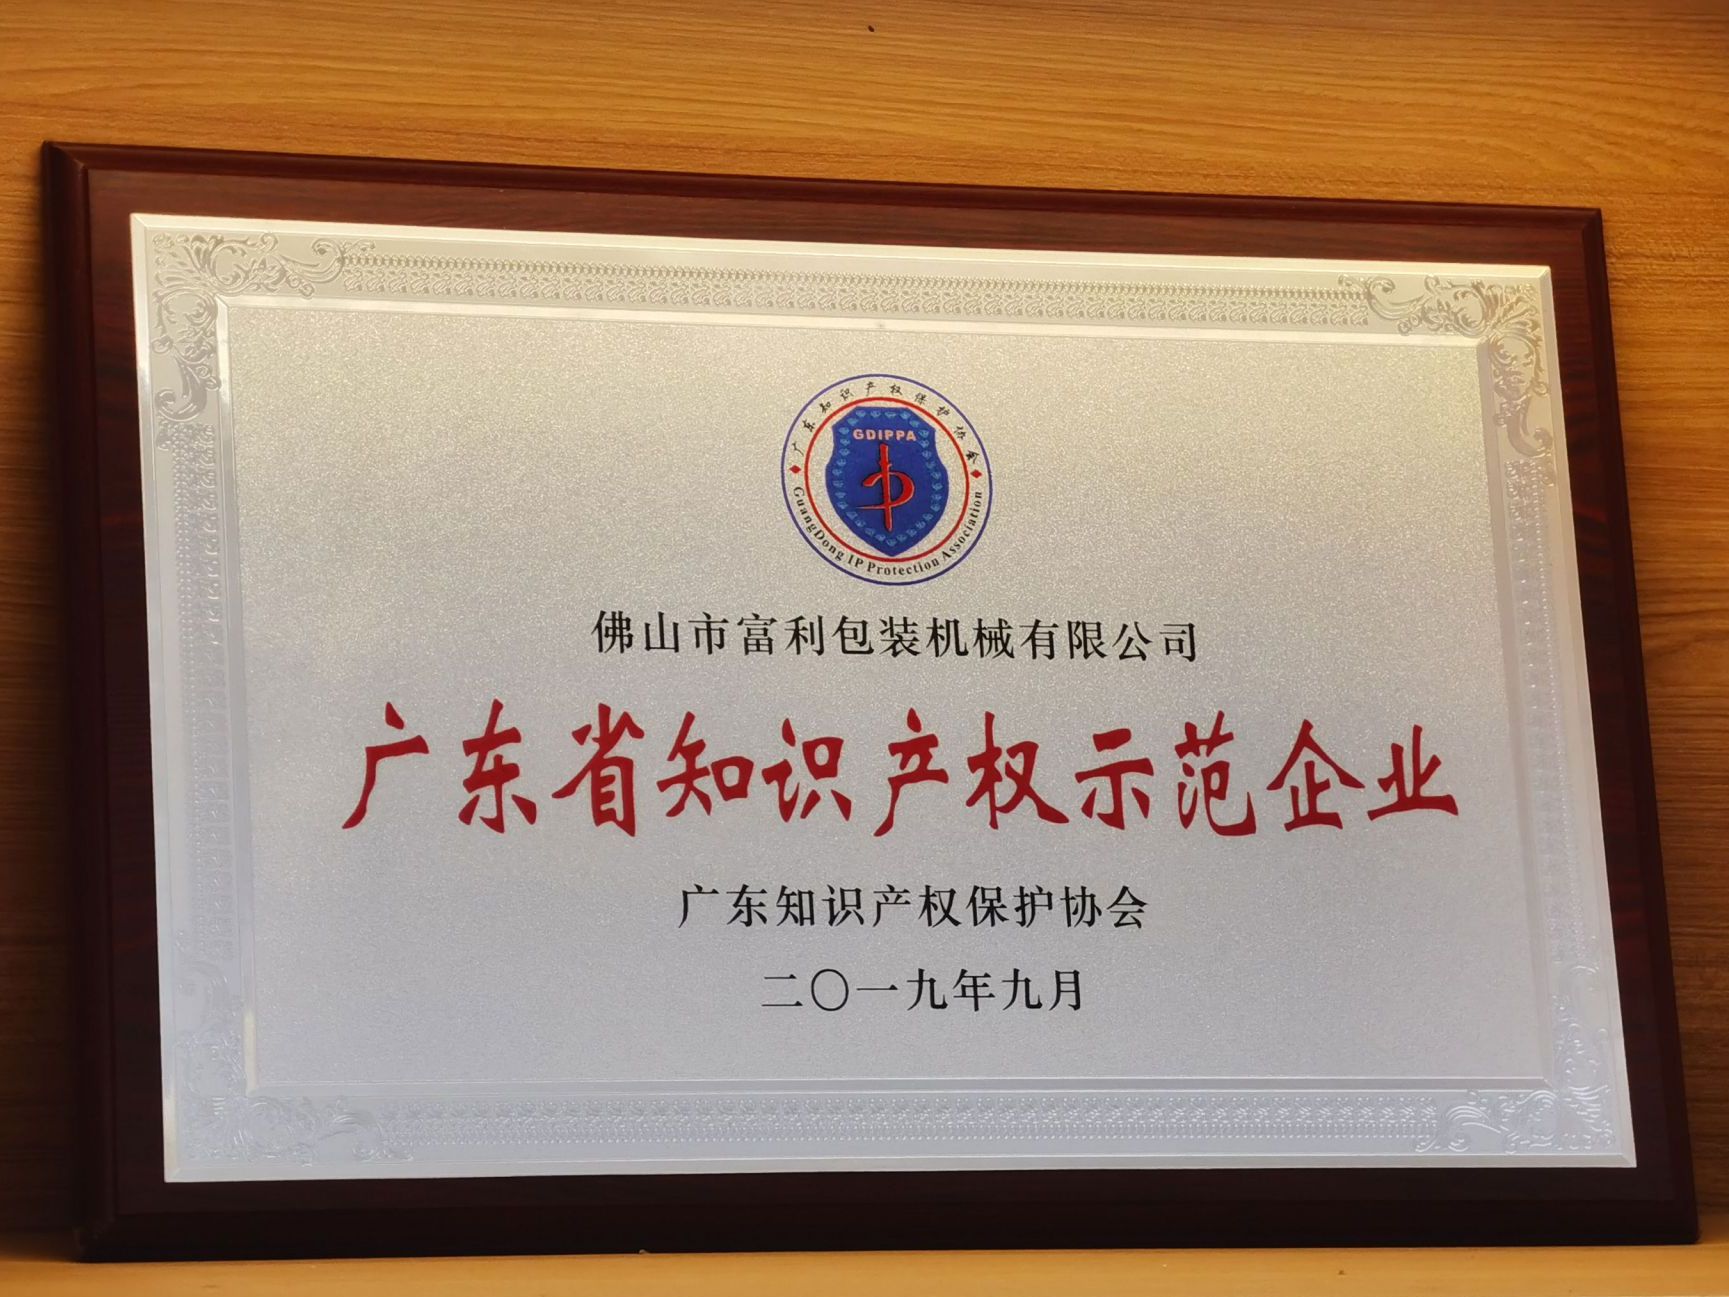 广东知识产权保护协会
GDIPPA
GuangDong IP Protection Association
佛山市富利包装机械有限公司
广东省知识产权示范企业
广东知识产权保护协会
二〇一九年九月